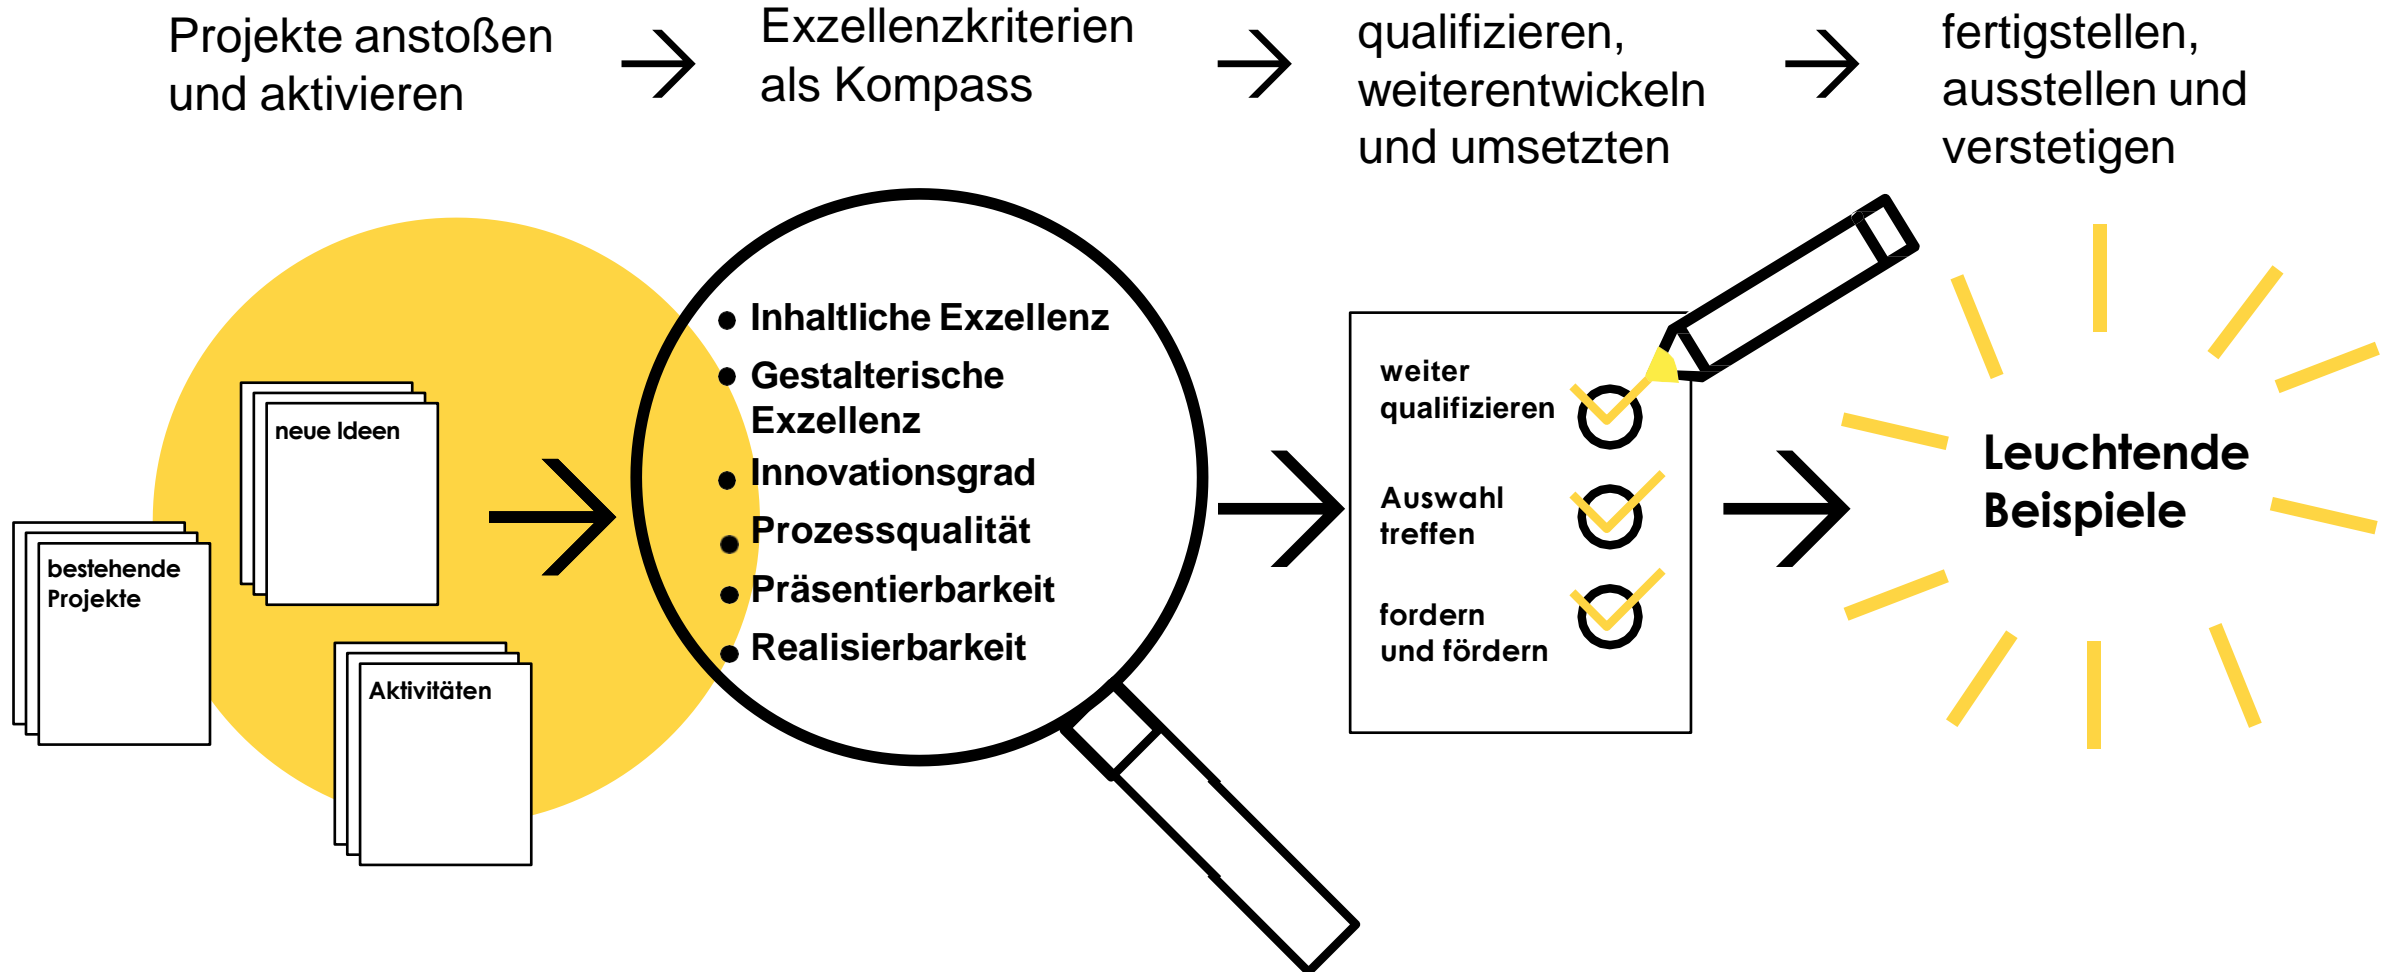 Projekte anstoßen
und aktivieren
Exzellenzkriterien
als Kompass
qualifizieren,
weiterentwickeln
und umsetzten
fertigstellen,
ausstellen und
verstetigen
neue Ideen
bestehende
Projekte
Aktivitäten
Inhaltliche Exzellenz
Gestalterische
Exzellenz
Innovationsgrad
Prozessqualität
Präsentierbarkeit
Realisierbarkeit
weiter
qualifizieren
Auswahl
treffen
fordern
und fördern
Leuchtende
Beispiele